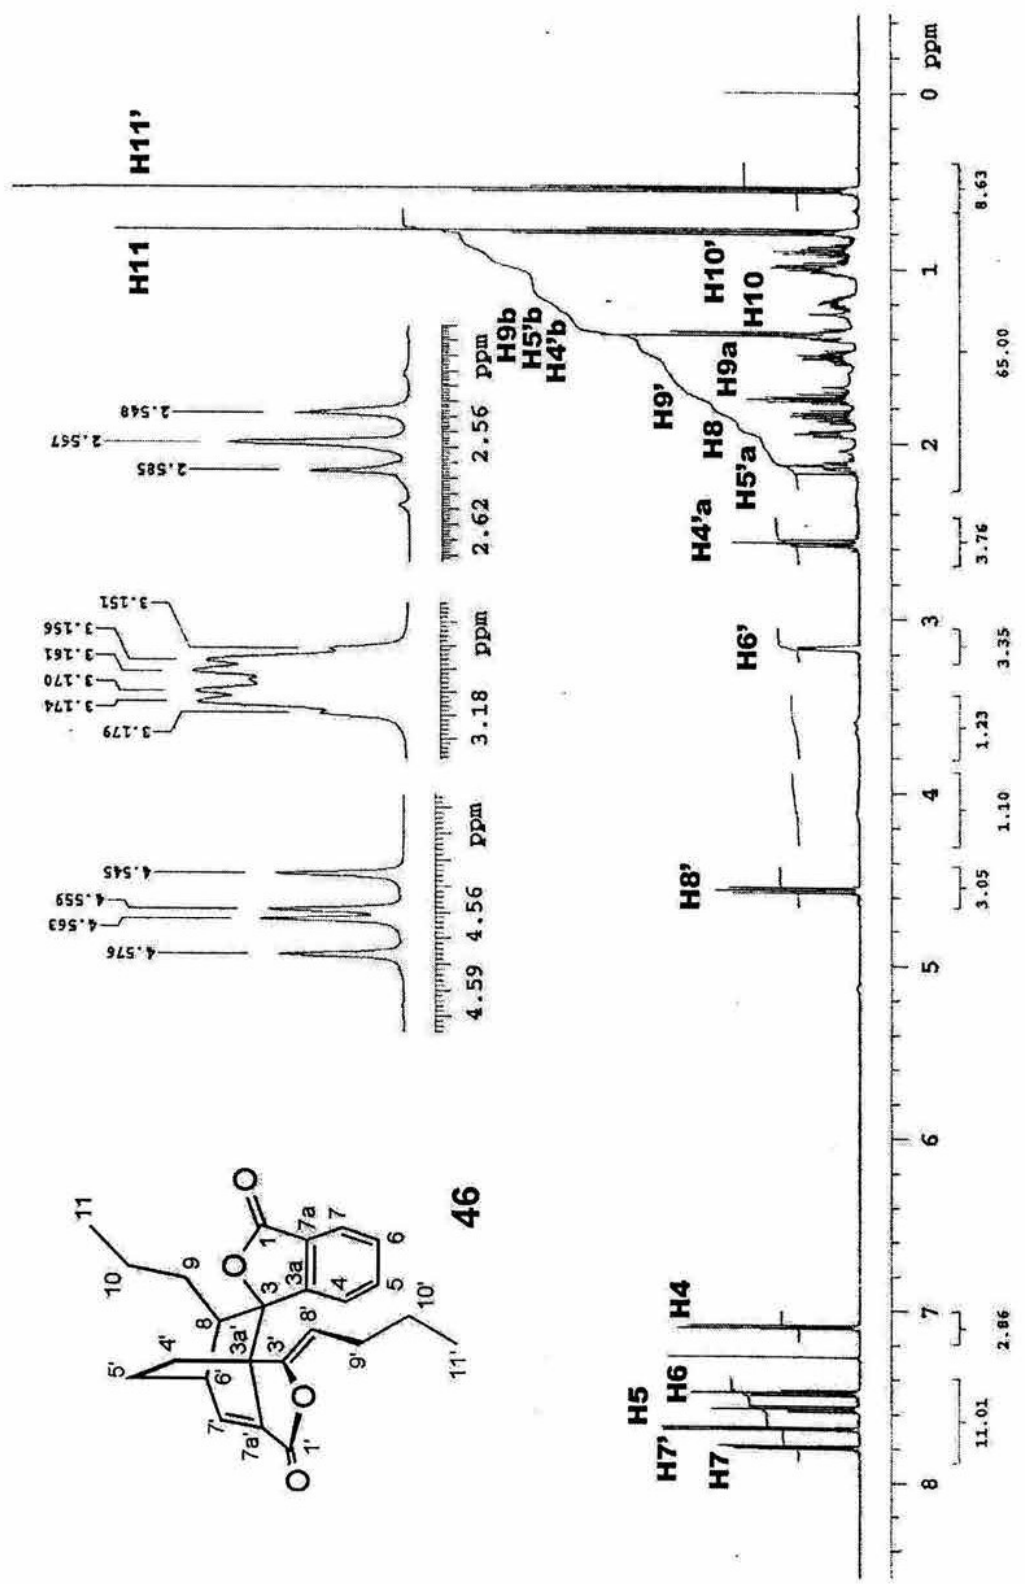 H11'
H11
H10'
H10
H9b
H5'b
H4'b
H9'
H9a
H8
H5'a
H4'a
H6'
H8'
H4
H6
H5
H7'
H7
4.576
4.563
4.559
4.545
4.59 4.56 ppm
3.179
3.174
3.170
3.161
3.156
3.151
3.18 ppm
2.585
2.567
2.548
2.62 2.56 ppm
11
10
9
8
O
O
1
7a
7
6
5
4
3a
3
3a'
4'
5'
6'
7'
7a'
1'
O
O
3'
8'
9'
10'
11'
46
8 7 6 5 4 3 2 1 0 ppm
11.01
2.86
3.05
1.10
1.23
3.35
3.76
65.00
8.63